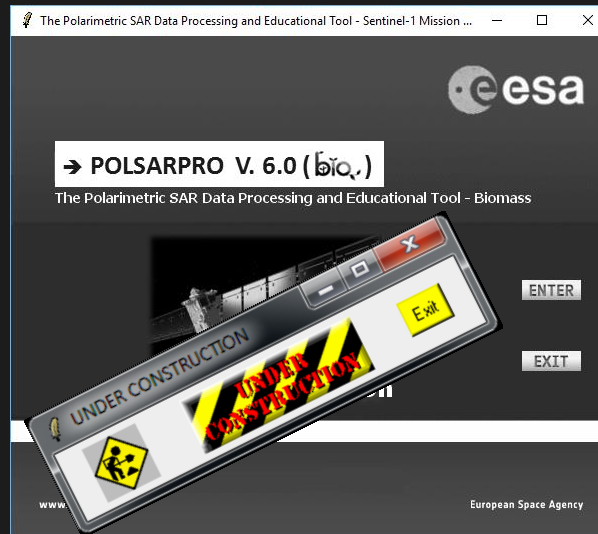 The Polarimetric SAR Data Processing and Educational Tool - Sentinel-1 Mission ...
esa
➔ POLSARPRO V. 6.0 (bio.)
The Polarimetric SAR Data Processing and Educational Tool - Biomass
ENTER
UNDER CONSTRUCTION
Exit
UNDER
CONSTRUCTION
EXIT
www.
European Space Agency